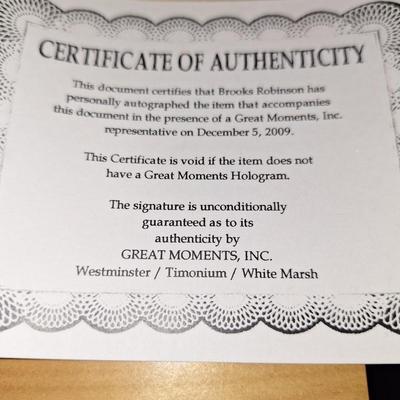 CERTIFICATE OF AUTHENTICITY
This document certifies that Brooks Robinson has
personally autographed the item that accompanies
this document in the presence of a Great Moments, Inc.
representative on December 5, 2009.
This Certificate is void if the item does not
have a Great Moments Hologram.
The signature is unconditionally
guaranteed as to its
authenticity by
GREAT MOMENTS, INC.
Westminster / Timonium / White Marsh